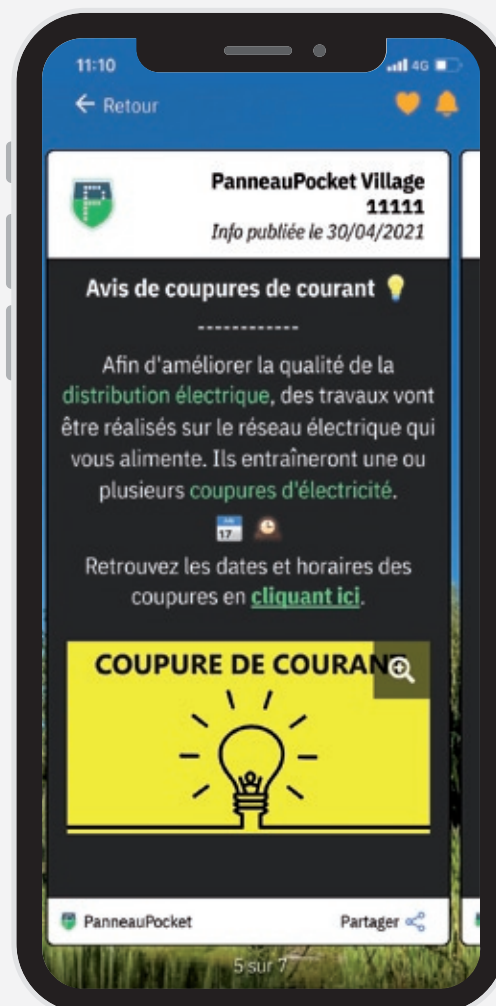 11:10
4G
← Retour
PanneauPocket Village
11111
Info publiée le 30/04/2021
Avis de coupures de courant 💡
------------
Afin d'améliorer la qualité de la
distribution électrique, des travaux vont
être réalisés sur le réseau électrique qui
vous alimente. Ils entraîneront une ou
plusieurs coupures d'électricité.
17
Retrouvez les dates et horaires des
coupures en cliquant ici.
COUPURE DE COURANT
PanneauPocket
Partager
5 sur 7